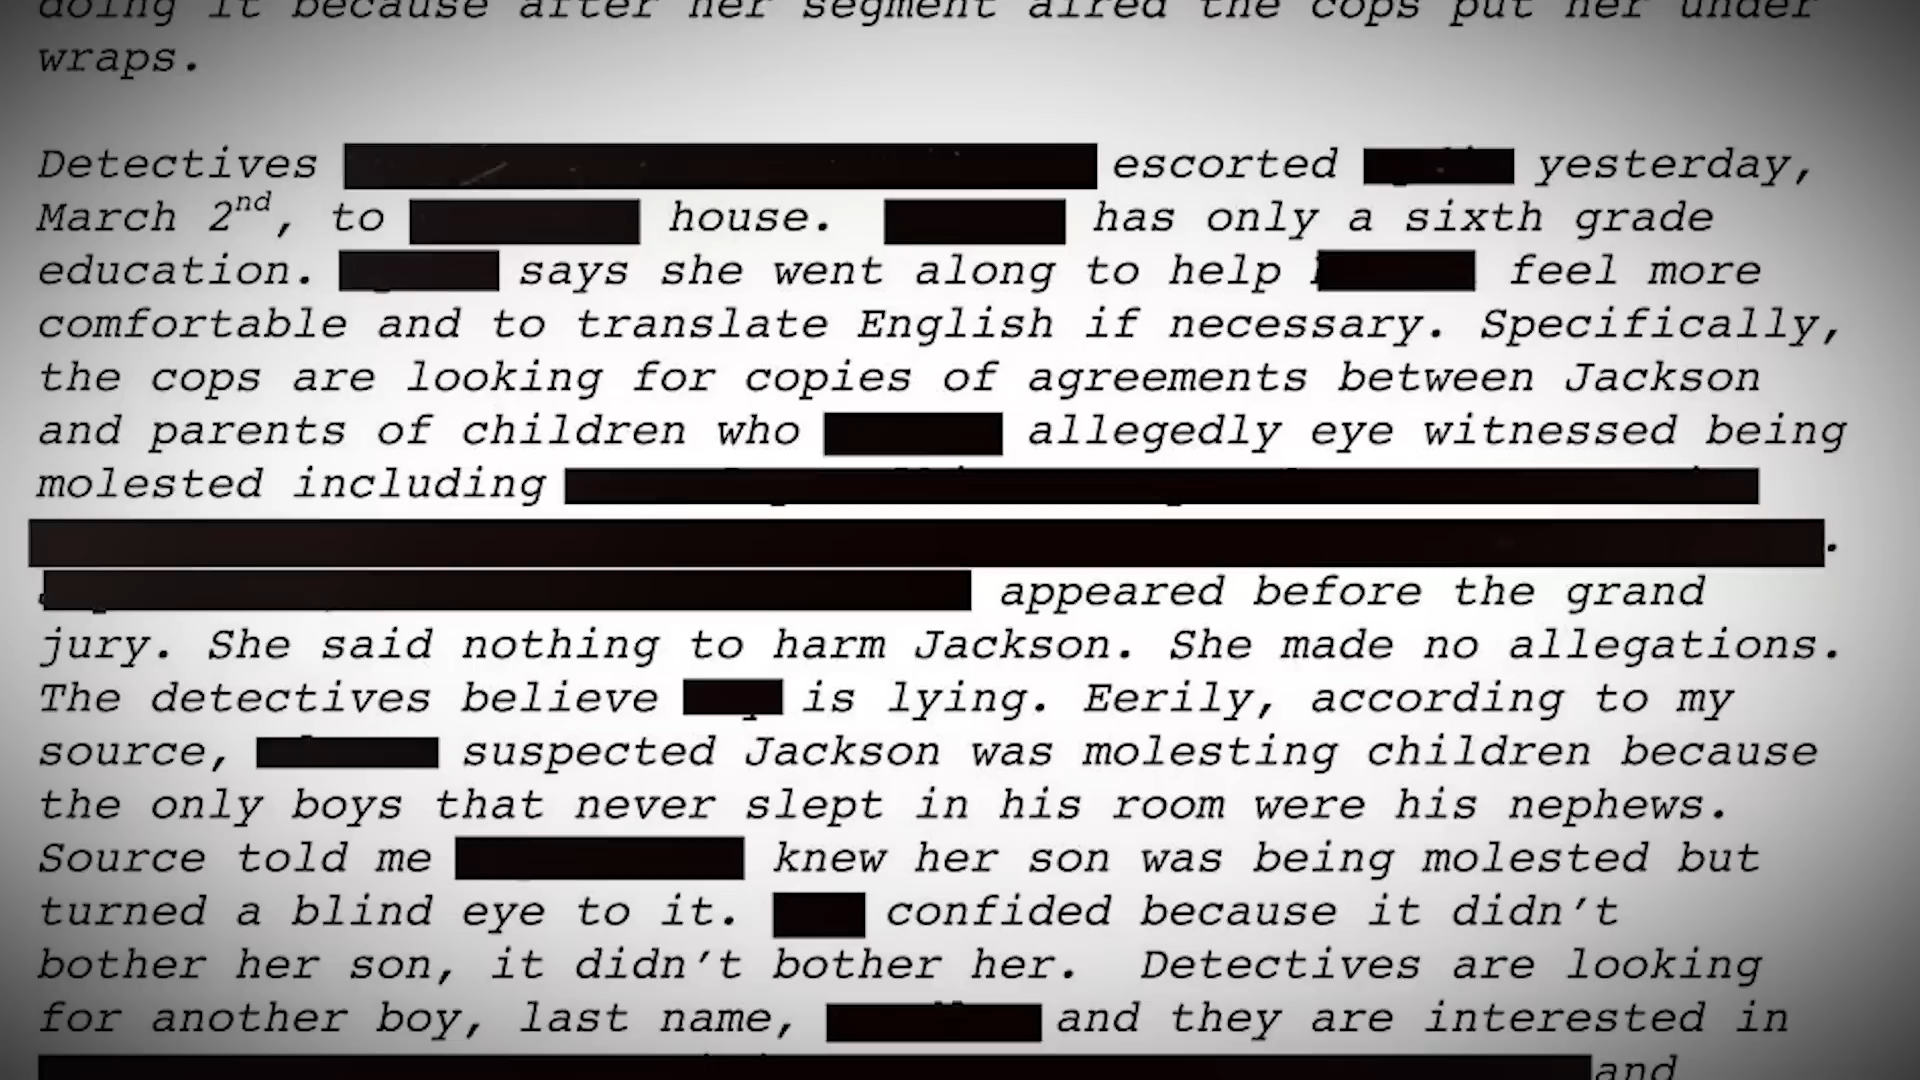 doing it because after her segment aired the cops put her under
wraps.
Detectives escorted yesterday,
March 2nd, to house. has only a sixth grade
education. says she went along to help feel more
comfortable and to translate English if necessary. Specifically,
the cops are looking for copies of agreements between Jackson
and parents of children who allegedly eye witnessed being
molested including
.
appeared before the grand
jury. She said nothing to harm Jackson. She made no allegations.
The detectives believe is lying. Eerily, according to my
source, suspected Jackson was molesting children because
the only boys that never slept in his room were his nephews.
Source told me knew her son was being molested but
turned a blind eye to it. confided because it didn't
bother her son, it didn't bother her. Detectives are looking
for another boy, last name, and they are interested in
and